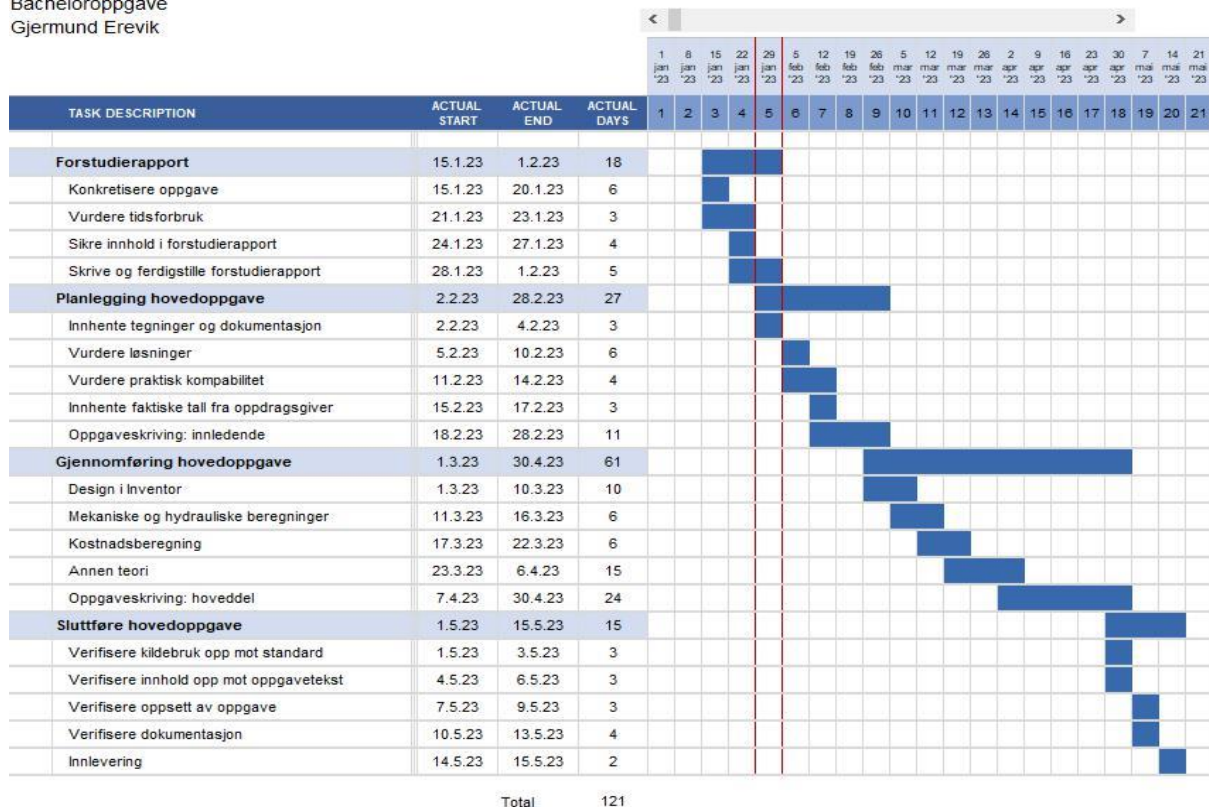 Bacheloroppgave
Gjermund Erevik
1 8 15 22 29 5 12 19 26 5 12 19 26 2 9 16 23 30 7 14 21
jan jan jan jan jan feb feb feb feb mar mar mar mar apr apr apr apr apr mai mai mai
'23 '23 '23 '23 '23 '23 '23 '23 '23 '23 '23 '23 '23 '23 '23 '23 '23 '23 '23 '23 '23
TASK DESCRIPTION ACTUAL START ACTUAL END ACTUAL DAYS 1 2 3 4 5 6 7 8 9 10 11 12 13 14 15 16 17 18 19 20 21
Forstudierapport 15.1.23 1.2.23 18
Konkretisere oppgave 15.1.23 20.1.23 6
Vurdere tidsforbruk 21.1.23 23.1.23 3
Sikre innhold i forstudierapport 24.1.23 27.1.23 4
Skrive og ferdigstille forstudierapport 28.1.23 1.2.23 5
Planlegging hovedoppgave 2.2.23 28.2.23 27
Innhente tegninger og dokumentasjon 2.2.23 4.2.23 3
Vurdere løsninger 5.2.23 10.2.23 6
Vurdere praktisk kompabilitet 11.2.23 14.2.23 4
Innhente faktiske tall fra oppdragsgiver 15.2.23 17.2.23 3
Oppgaveskriving: innledende 18.2.23 28.2.23 11
Gjennomføring hovedoppgave 1.3.23 30.4.23 61
Design i Inventor 1.3.23 10.3.23 10
Mekaniske og hydrauliske beregninger 11.3.23 16.3.23 6
Kostnadsberegning 17.3.23 22.3.23 6
Annen teori 23.3.23 6.4.23 15
Oppgaveskriving: hoveddel 7.4.23 30.4.23 24
Sluttføre hovedoppgave 1.5.23 15.5.23 15
Verifisere kildebruk opp mot standard 1.5.23 3.5.23 3
Verifisere innhold opp mot oppgavetekst 4.5.23 6.5.23 3
Verifisere oppsett av oppgave 7.5.23 9.5.23 3
Verifisere dokumentasjon 10.5.23 13.5.23 4
Innlevering 14.5.23 15.5.23 2
Total 121